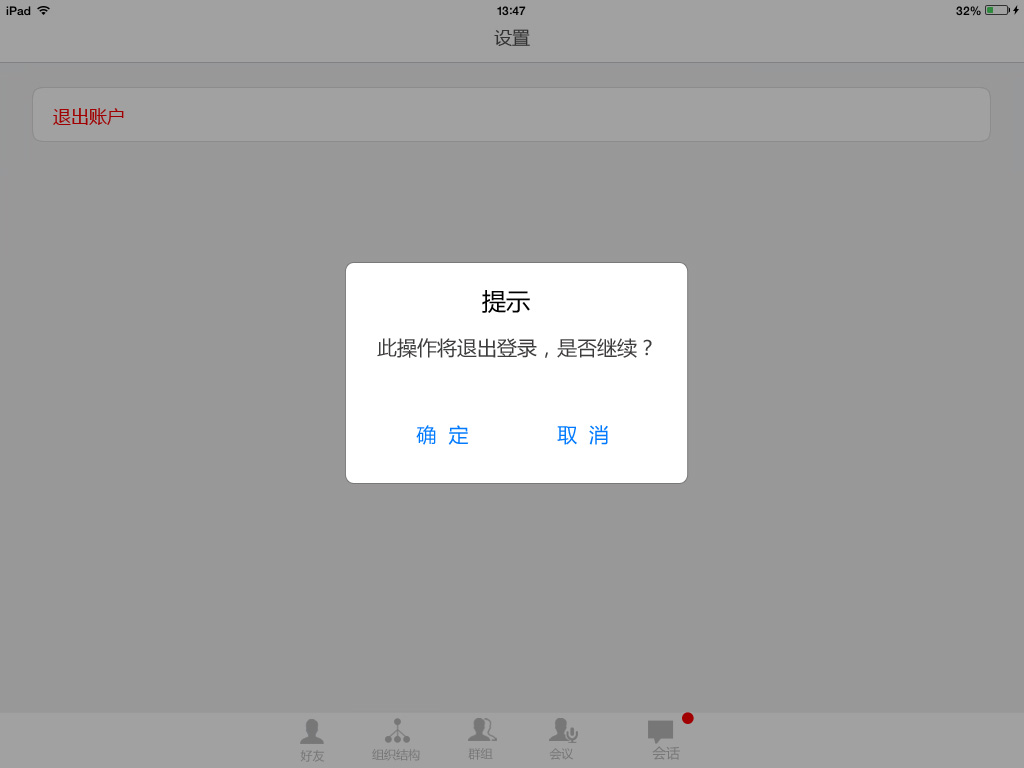 iPad 13:47 32%
设置
退出账户
提示
此操作将退出登录，是否继续？
确 定 取 消
好友 组织结构 群组 会议 会话